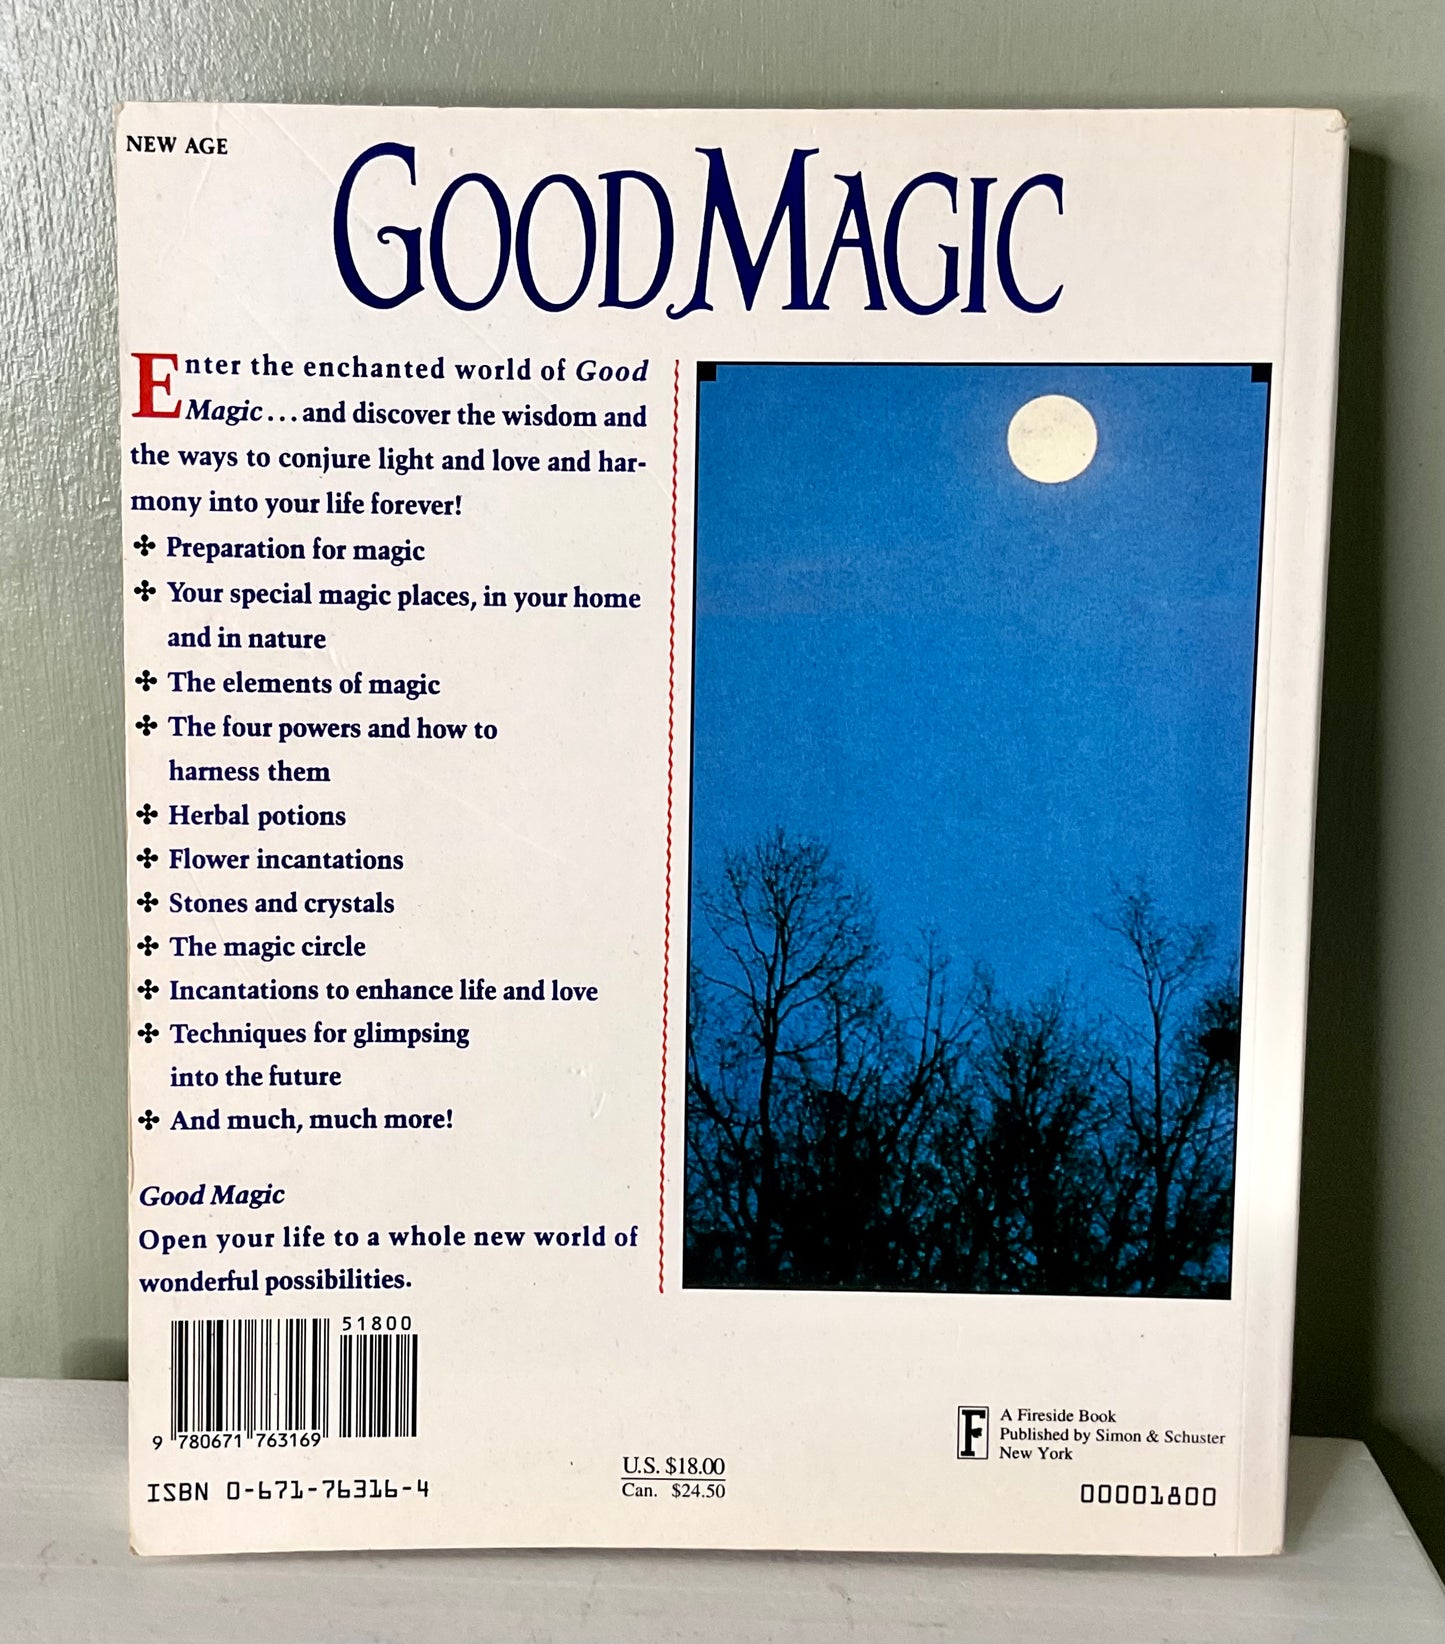 NEW AGE
GOOD MAGIC
Enter the enchanted world of Good
Magic...and discover the wisdom and
the ways to conjure light and love and har-
mony into your life forever!
✣ Preparation for magic
✣ Your special magic places, in your home
and in nature
✣ The elements of magic
✣ The four powers and how to
harness them
✣ Herbal potions
✣ Flower incantations
✣ Stones and crystals
✣ The magic circle
✣ Incantations to enhance life and love
✣ Techniques for glimpsing
into the future
✣ And much, much more!
Good Magic
Open your life to a whole new world of
wonderful possibilities.
51800
9 780671 763169
ISBN 0-671-76316-4
U.S. $18.00
Can. $24.50
F
A Fireside Book
Published by Simon & Schuster
New York
00001800